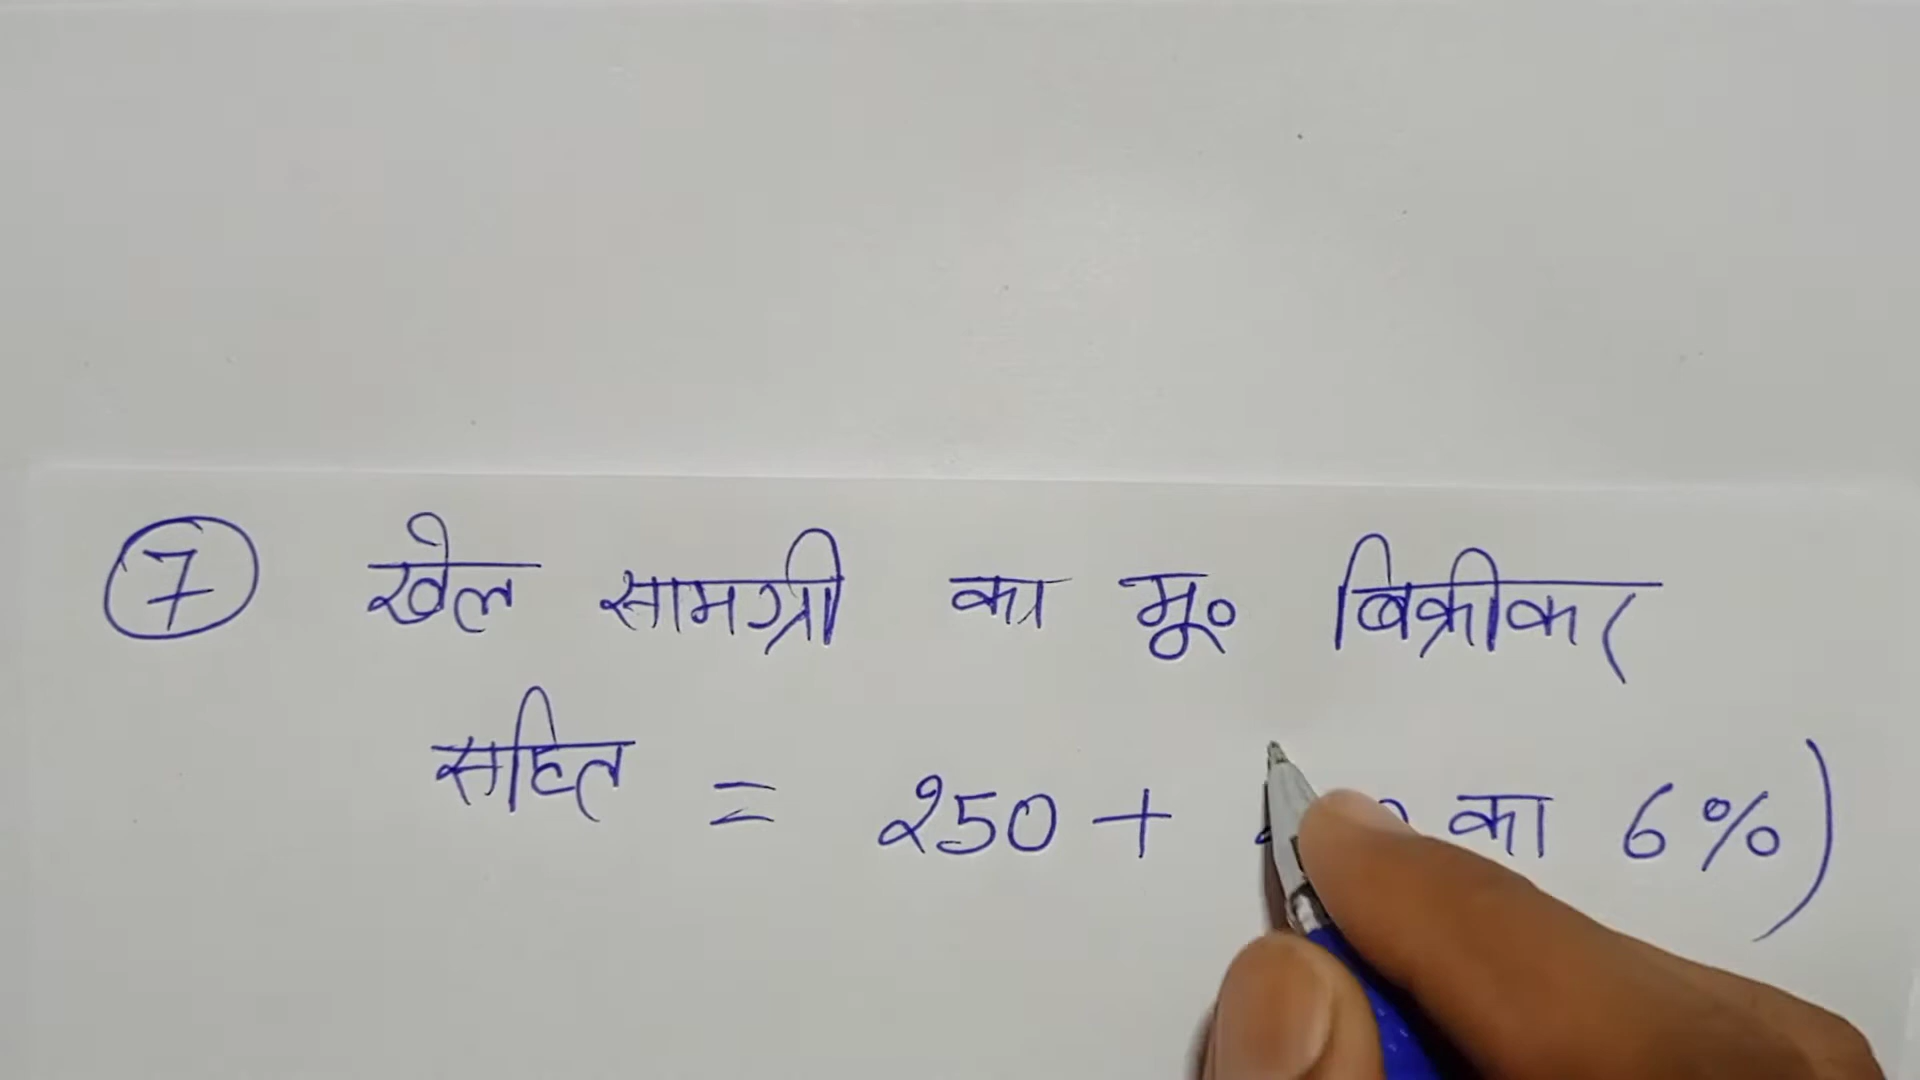 7 खेल सामग्री का मू० बिक्रीकर
सहित = 250 + का 6%)